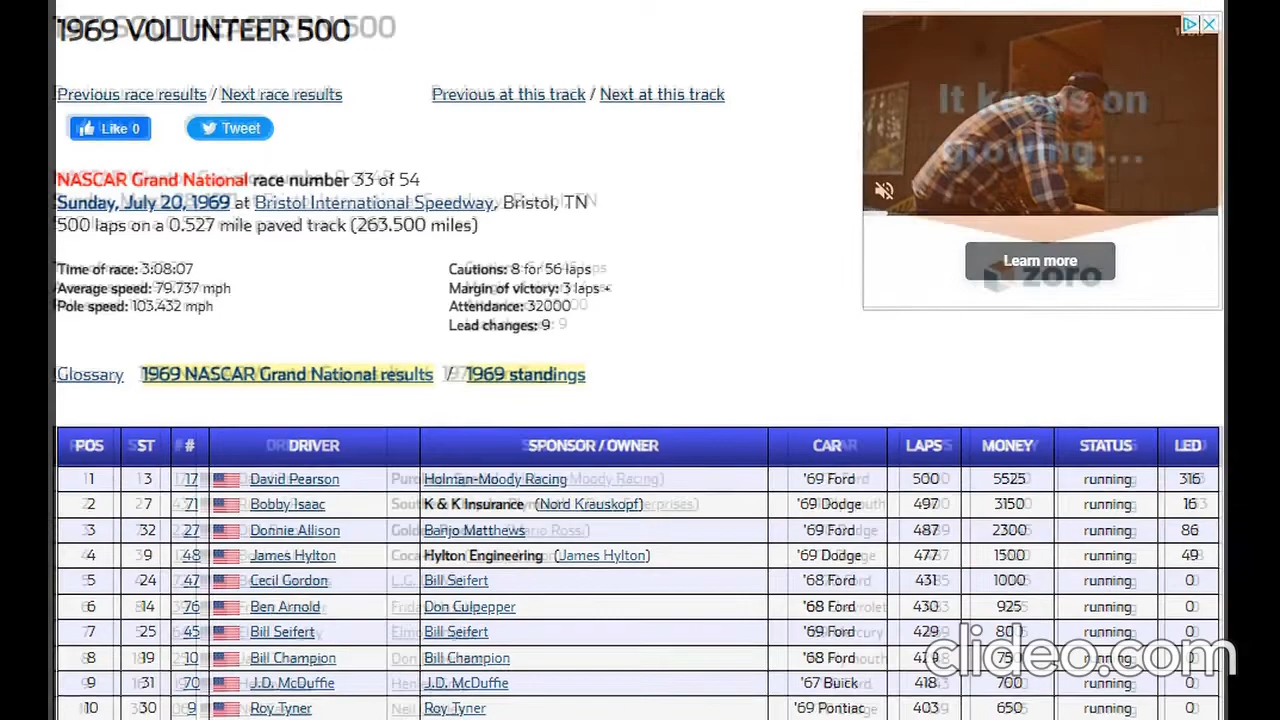 1969 VOLUNTEER 500
Previous race results / Next race results Previous at this track / Next at this track
Like 0 Tweet
It keeps on
growing ...
NASCAR Grand National race number 33 of 54
Sunday, July 20, 1969 at Bristol International Speedway, Bristol, TN
500 laps on a 0.527 mile paved track (263.500 miles)
Learn more
zoro
Time of race: 3:08:07 Cautions: 8 for 56 laps
Average speed: 79.737 mph Margin of victory: 3 laps +
Pole speed: 103.432 mph Attendance: 32000
Lead changes: 9
Glossary 1969 NASCAR Grand National results / 1969 standings
POS ST # DRIVER SPONSOR / OWNER CAR LAPS MONEY STATUS LED
1 3 17 David Pearson Holman-Moody Racing '69 Ford 500 5525 running 316
2 27 71 Bobby Isaac K & K Insurance (Nord Krauskopf) '69 Dodge 497 3150 running 16
3 32 27 Donnie Allison Banjo Matthews '69 Ford 487 2300 running 86
4 9 48 James Hylton Hylton Engineering (James Hylton) '69 Dodge 477 1500 running 49
5 24 47 Cecil Gordon Bill Seifert '68 Ford 431 1000 running 0
6 14 76 Ben Arnold Don Culpepper '68 Ford 430 925 running 0
7 25 45 Bill Seifert Bill Seifert '69 Ford 429 800 running 0
8 19 10 Bill Champion Bill Champion '68 Ford 750 running 0
9 31 70 J.D. McDuffie J.D. McDuffie '67 Buick 418 700 running 0
10 30 9 Roy Tyner Roy Tyner '69 Pontiac 403 650 running 0
clideo.com